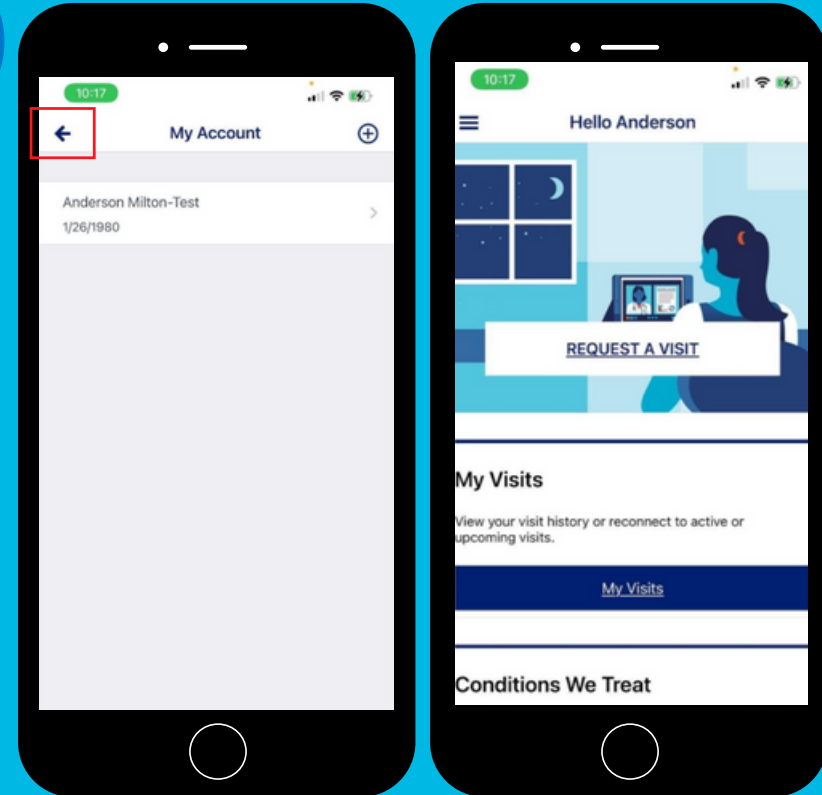 10:17
My Account
Anderson Milton-Test
1/26/1980
10:17
Hello Anderson
REQUEST A VISIT
My Visits
View your visit history or reconnect to active or
upcoming visits.
My Visits
Conditions We Treat